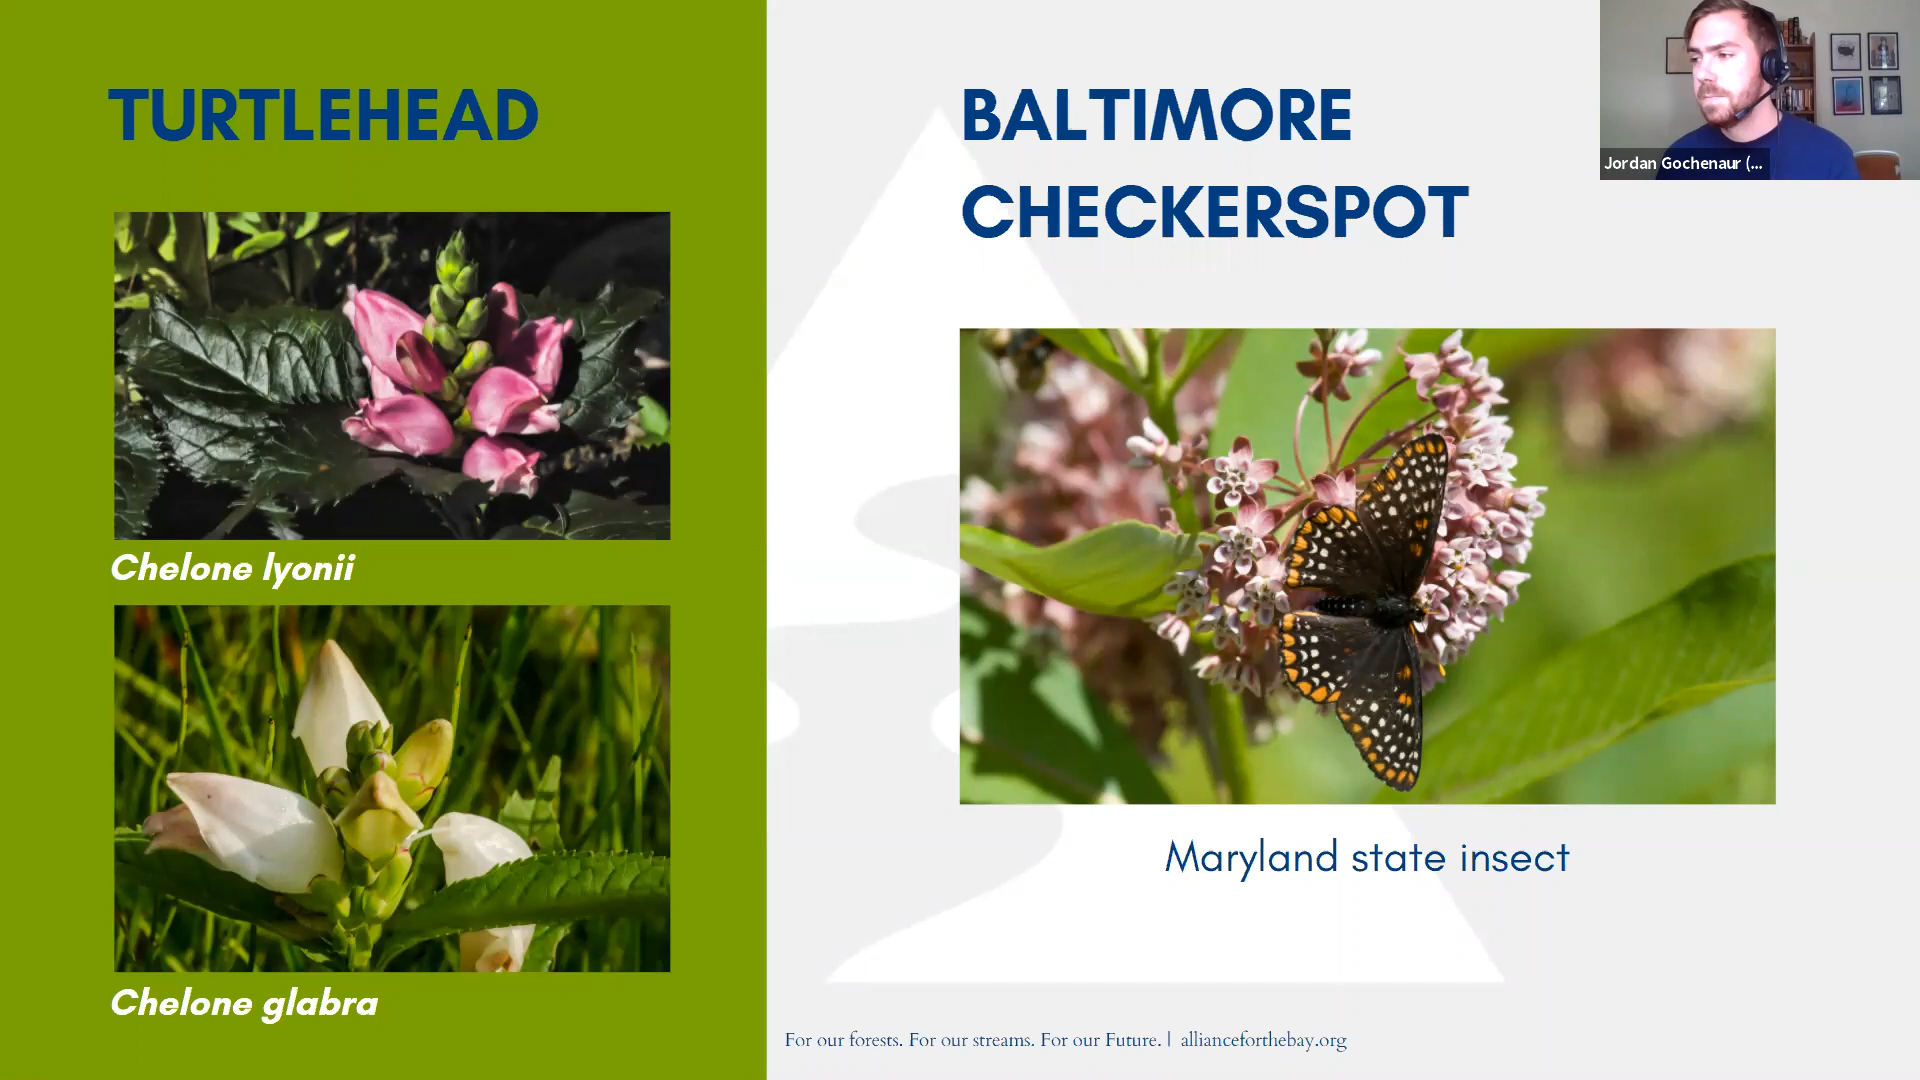 TURTLEHEAD
Chelone lyonii
Chelone glabra
BALTIMORE
CHECKERSPOT
Maryland state insect
For our forests. For our streams. For our Future. | allianceforthebay.org
Jordan Gochenaur (...